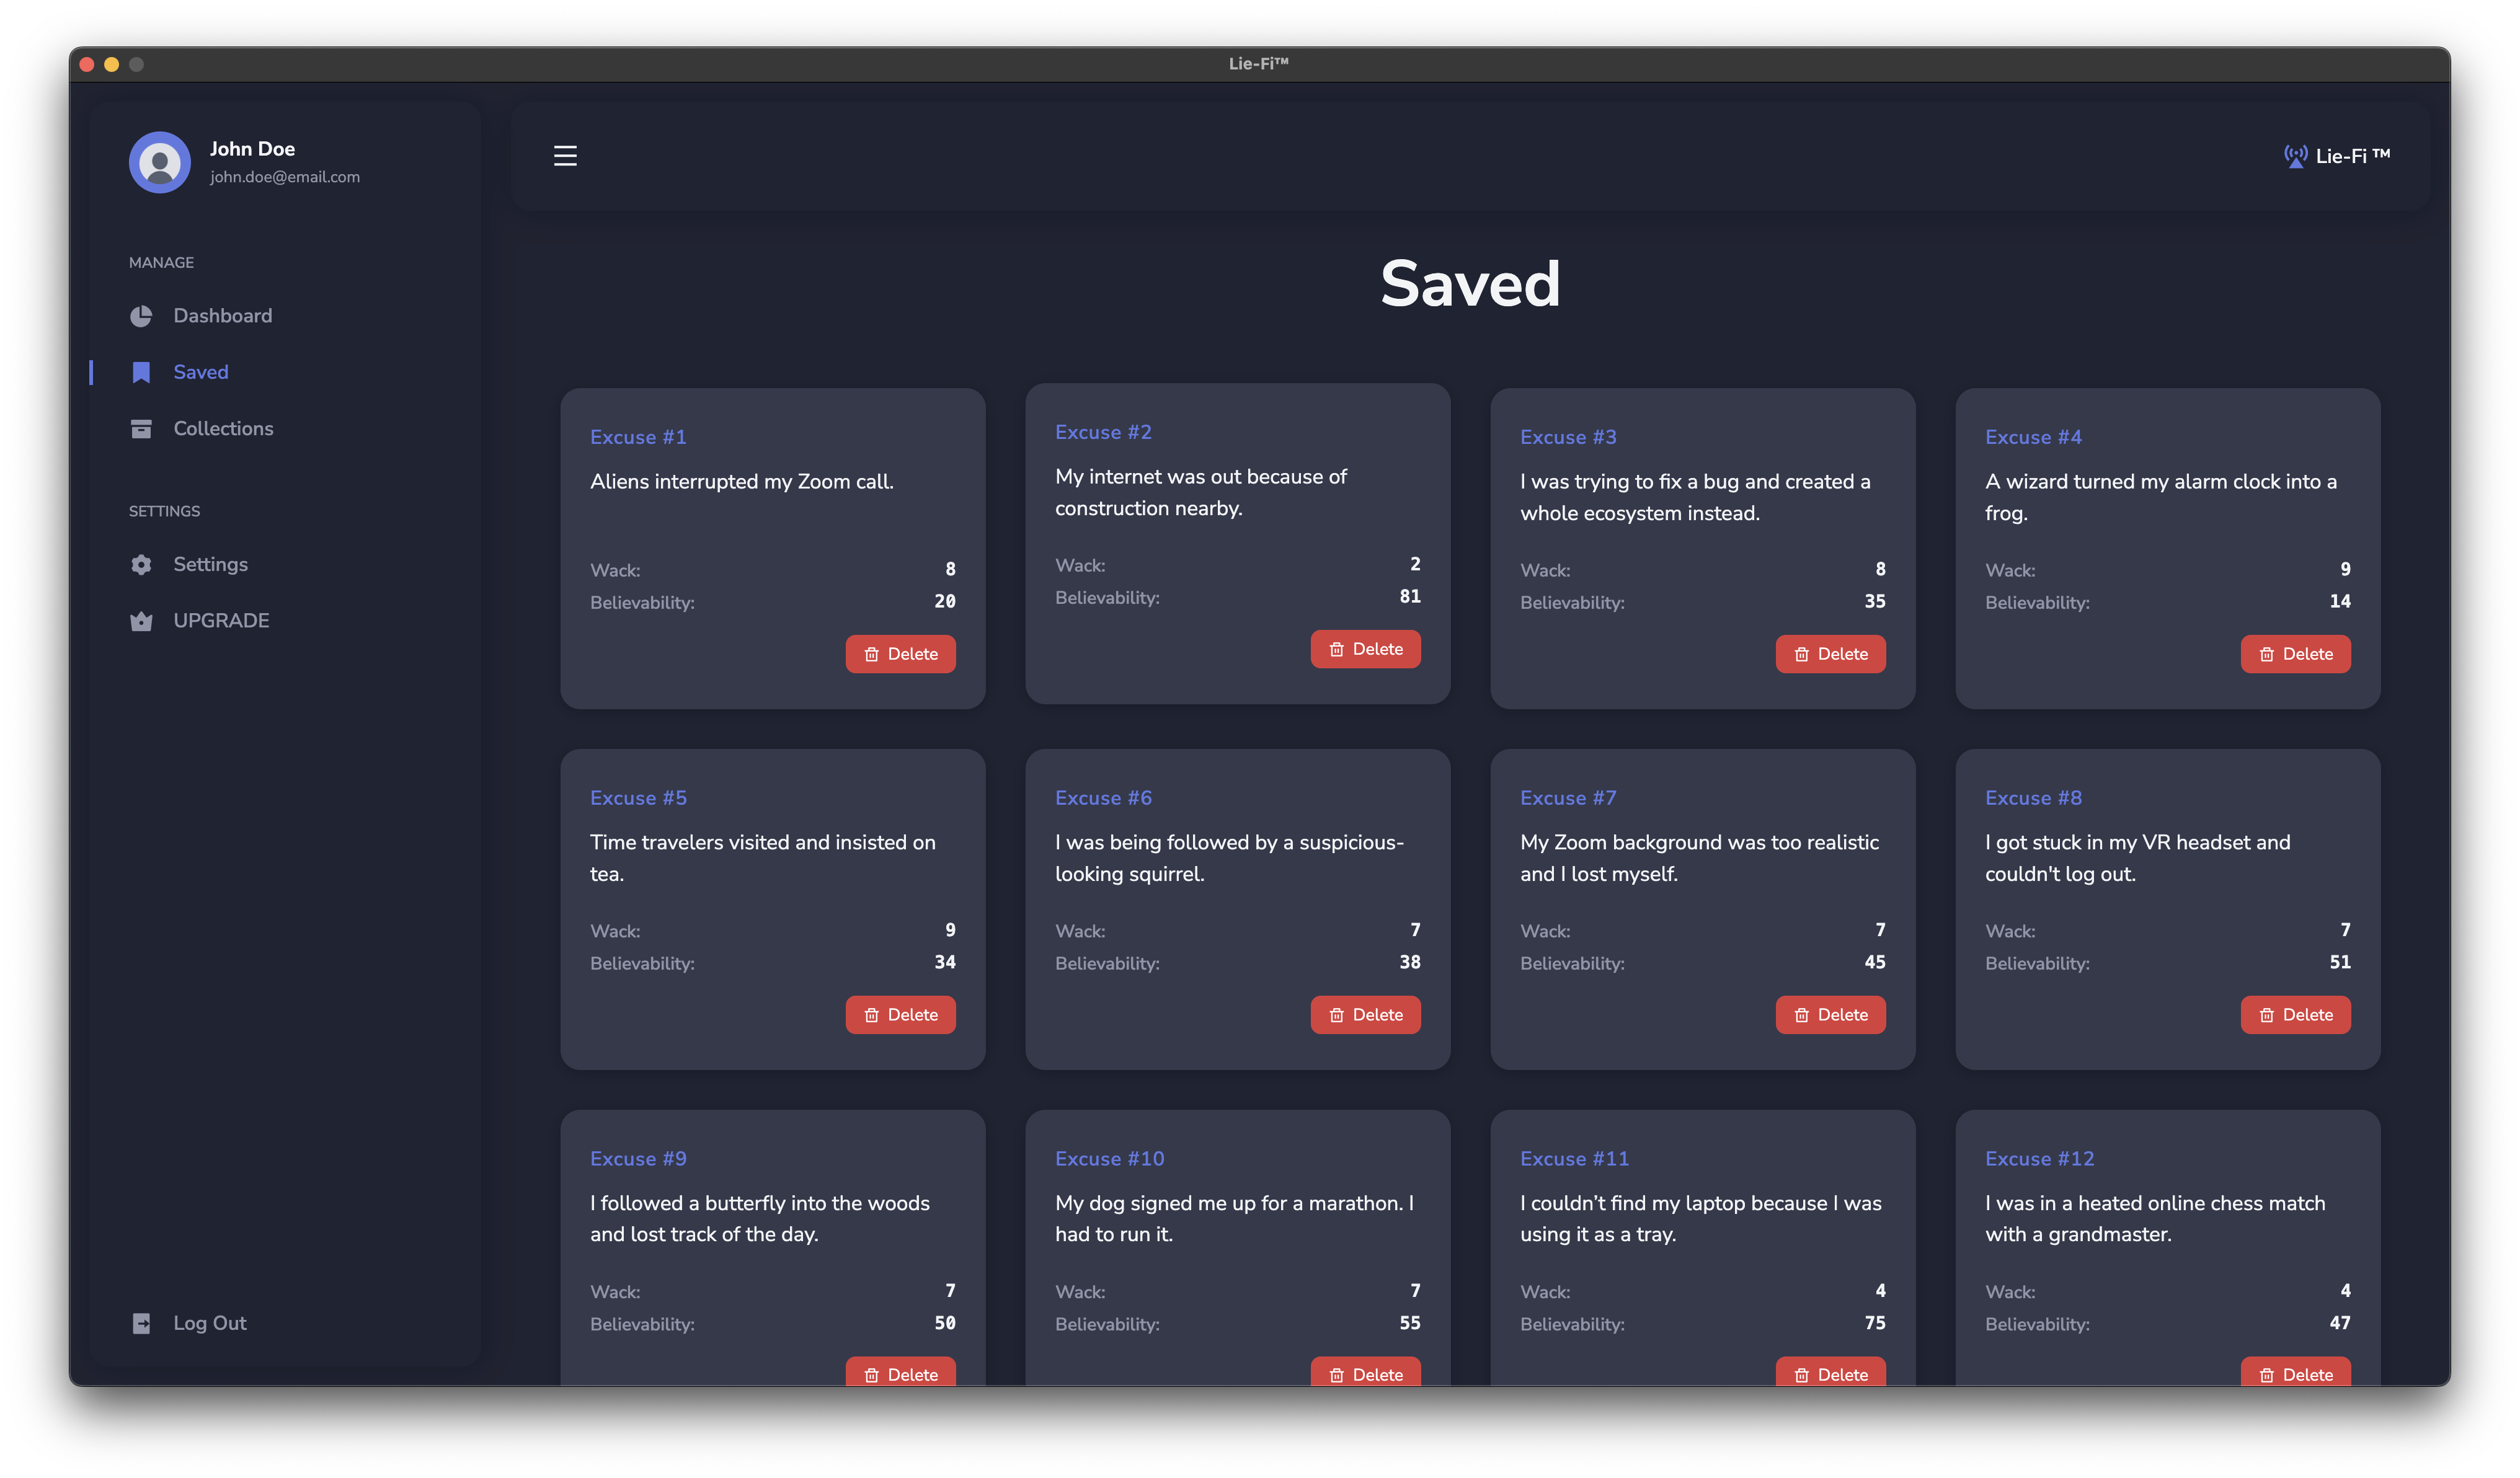 Lie-Fi™
John Doe
john.doe@email.com
MANAGE
Dashboard
Saved
Collections
SETTINGS
Settings
UPGRADE
Log Out
Lie-Fi ™
Saved
Excuse #1
Aliens interrupted my Zoom call.
Wack: 8
Believability: 20
Delete
Excuse #2
My internet was out because of
construction nearby.
Wack: 2
Believability: 81
Delete
Excuse #3
I was trying to fix a bug and created a
whole ecosystem instead.
Wack: 8
Believability: 35
Delete
Excuse #4
A wizard turned my alarm clock into a
frog.
Wack: 9
Believability: 14
Delete
Excuse #5
Time travelers visited and insisted on
tea.
Wack: 9
Believability: 34
Delete
Excuse #6
I was being followed by a suspicious-
looking squirrel.
Wack: 7
Believability: 38
Delete
Excuse #7
My Zoom background was too realistic
and I lost myself.
Wack: 7
Believability: 45
Delete
Excuse #8
I got stuck in my VR headset and
couldn't log out.
Wack: 7
Believability: 51
Delete
Excuse #9
I followed a butterfly into the woods
and lost track of the day.
Wack: 7
Believability: 50
Delete
Excuse #10
My dog signed me up for a marathon. I
had to run it.
Wack: 7
Believability: 55
Delete
Excuse #11
I couldn’t find my laptop because I was
using it as a tray.
Wack: 4
Believability: 75
Delete
Excuse #12
I was in a heated online chess match
with a grandmaster.
Wack: 4
Believability: 47
Delete